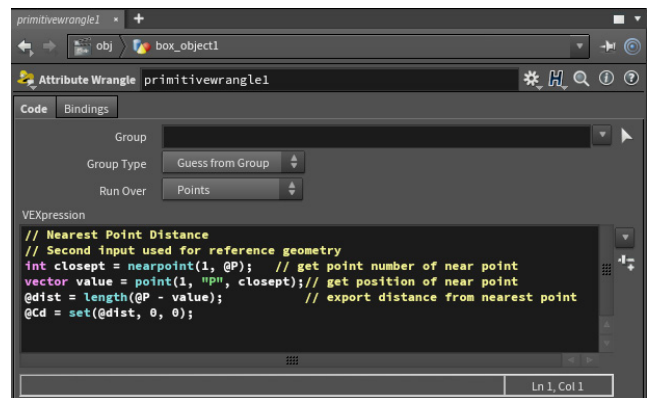 primitivewrangle1 × +
obj box_object1
Attribute Wrangle primitivewrangle1
Code Bindings
Group
Group Type Guess from Group
Run Over Points
VEXpression
// Nearest Point Distance
// Second input used for reference geometry
int closept = nearpoint(1, @P); // get point number of near point
vector value = point(1, "P", closept);// get position of near point
@dist = length(@P - value); // export distance from nearest point
@Cd = set(@dist, 0, 0);
Ln 1, Col 1